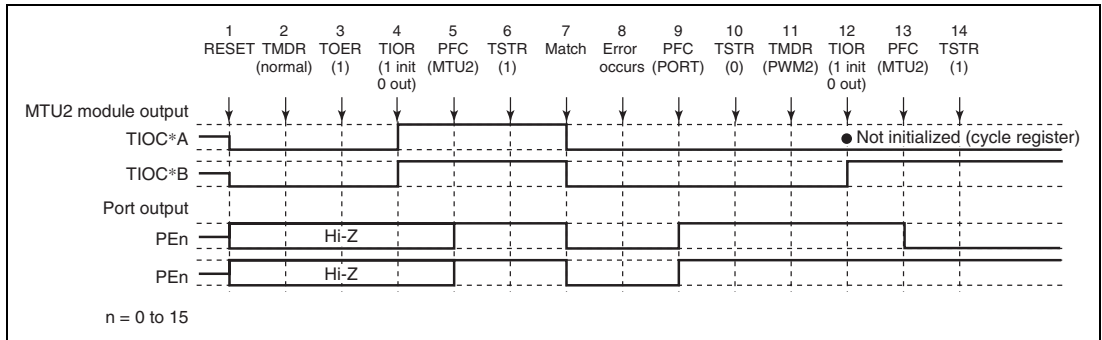 1 2 3 4 5 6 7 8 9 10 11 12 13 14
RESET TMDR TOER TIOR PFC TSTR Match Error PFC TSTR TMDR TIOR PFC TSTR
(normal) (1) (1 init (MTU2) (1) occurs (PORT) (0) (PWM2) (1 init (MTU2) (1)
0 out) 0 out)
MTU2 module output
TIOC*A
● Not initialized (cycle register)
TIOC*B
Port output
PEn Hi-Z
PEn Hi-Z
n = 0 to 15